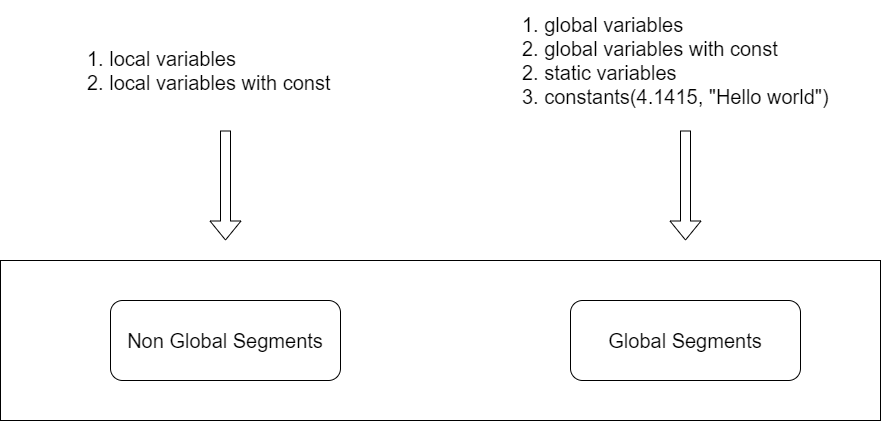 1. local variables
2. local variables with const
1. global variables
2. global variables with const
2. static variables
3. constants(4.1415, "Hello world")
Non Global Segments
Global Segments